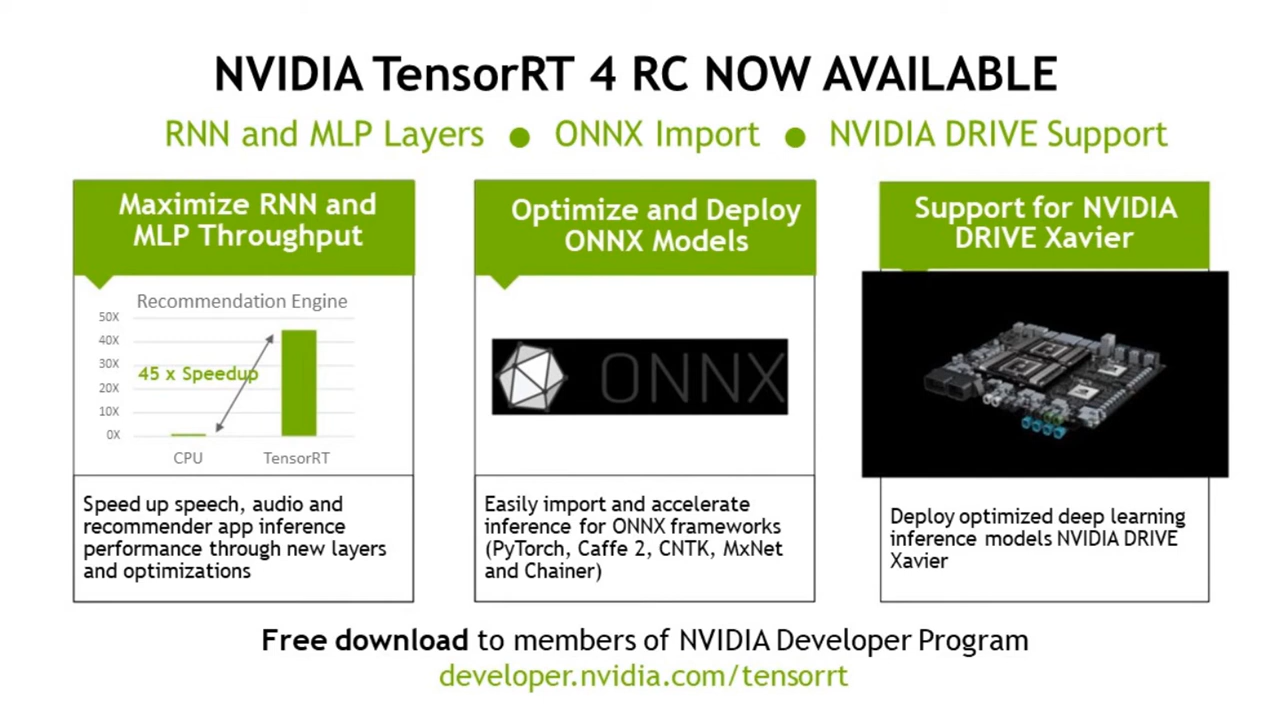 NVIDIA TensorRT 4 RC NOW AVAILABLE
RNN and MLP Layers ● ONNX Import ● NVIDIA DRIVE Support
Maximize RNN and
MLP Throughput
Recommendation Engine
50X
40X
30X
20X
10X
0X
45 x Speedup
CPU
TensorRT
Speed up speech, audio and
recommender app inference
performance through new layers
and optimizations
Optimize and Deploy
ONNX Models
ONNX
Easily import and accelerate
inference for ONNX frameworks
(PyTorch, Caffe 2, CNTK, MxNet
and Chainer)
Support for NVIDIA
DRIVE Xavier
Deploy optimized deep learning
inference models NVIDIA DRIVE
Xavier
Free download to members of NVIDIA Developer Program
developer.nvidia.com/tensorrt